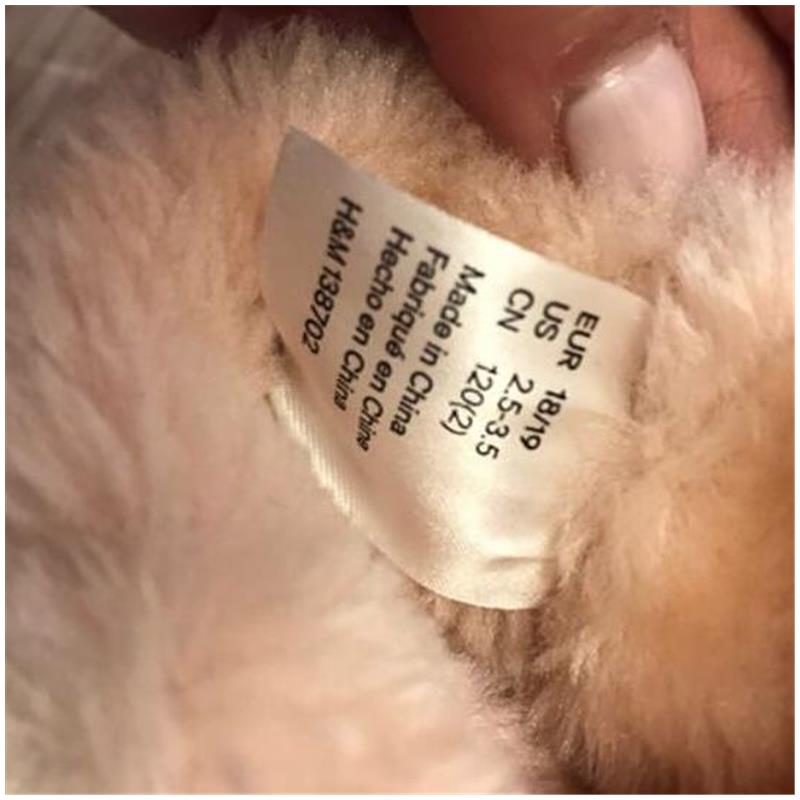 EUR 18/19
US 2.5-3.5
CN 120(2)
Made in China
Fabriqué en Chine
Hecho en China
H&M 138702